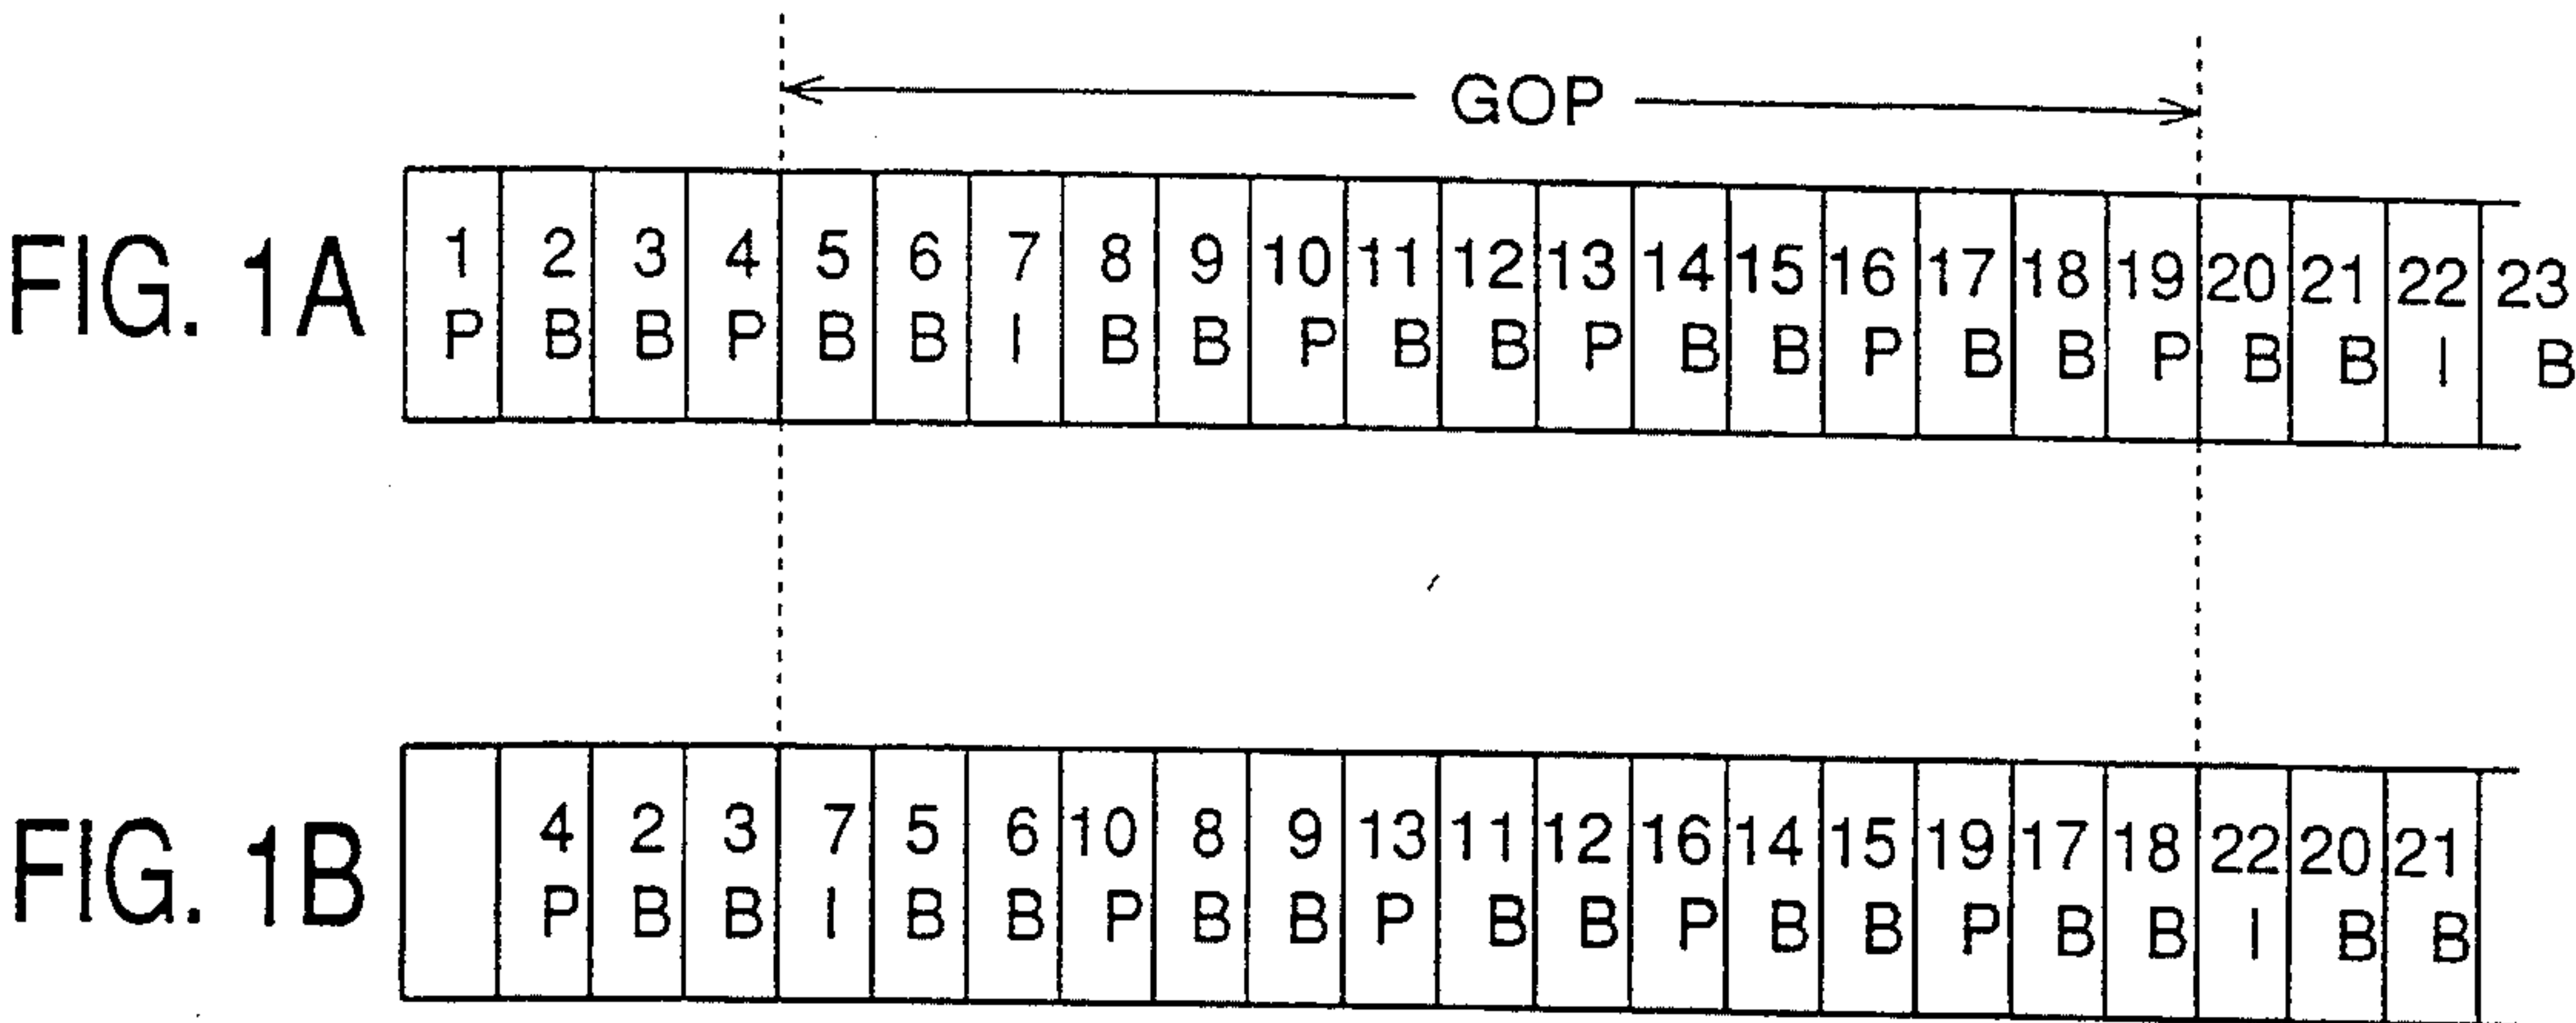 GOP
FIG. 1A
1 2 3 4 5 6 7 8 9 10 11 12 13 14 15 16 17 18 19 20 21 22 23
P B B P B B I B B P B B P B B P B B P B B I B
FIG. 1B
4 2 3 7 5 6 10 8 9 13 11 12 16 14 15 19 17 18 22 20 21
P B B I B B P B B P B B P B B P B B I B B